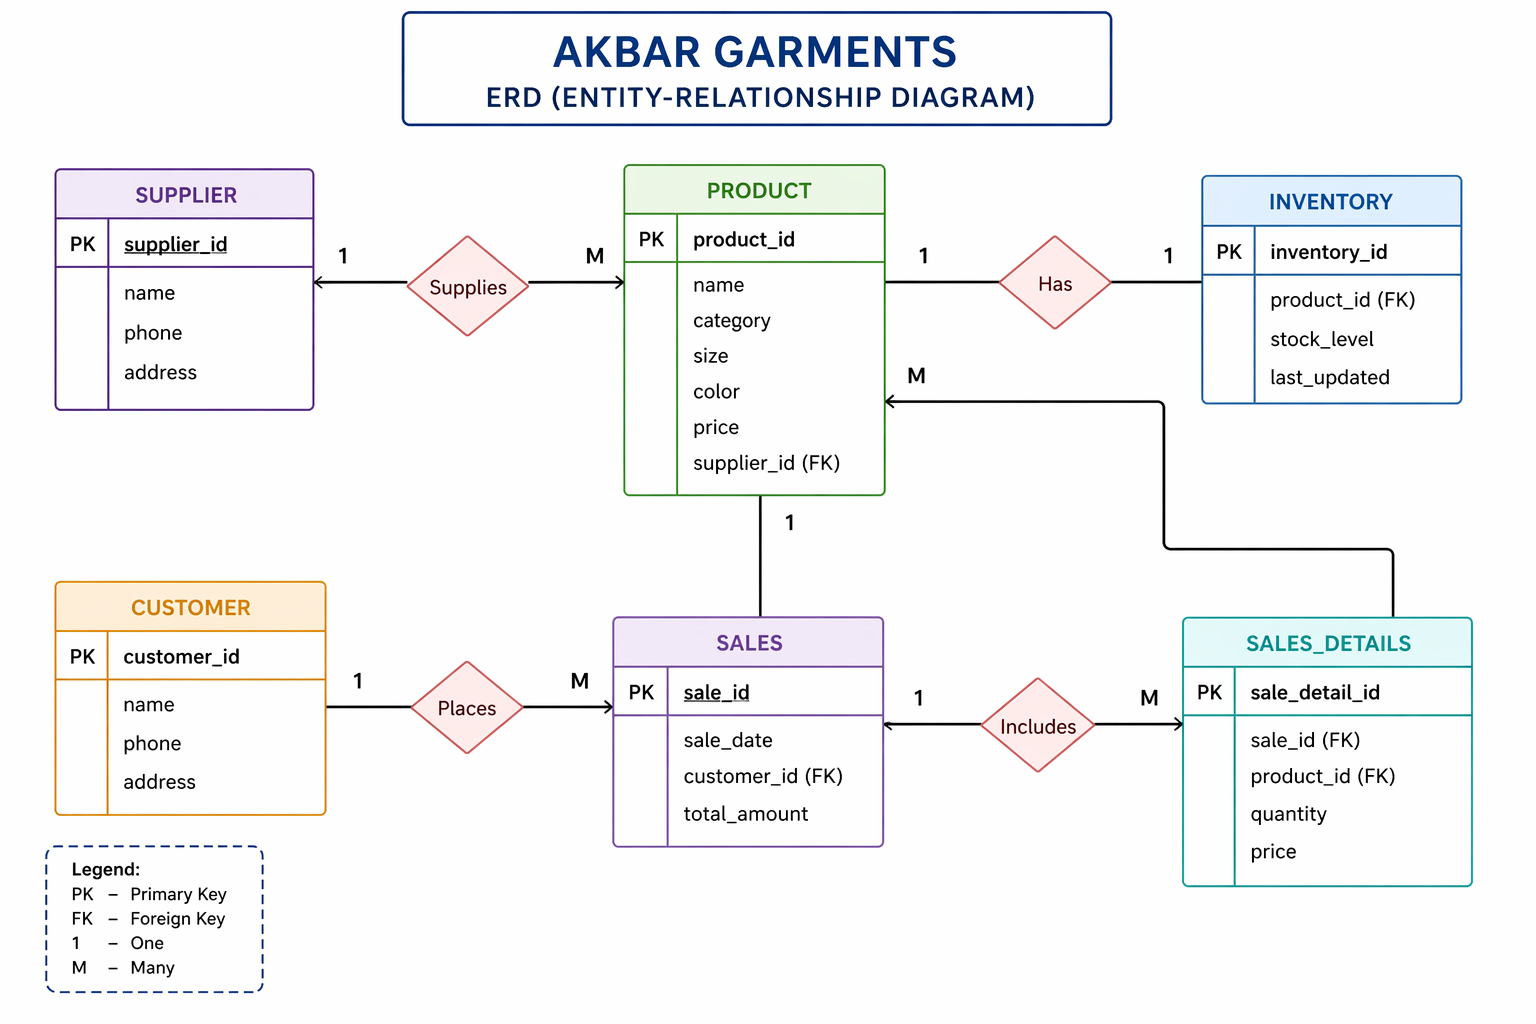 AKBAR GARMENTS
ERD (ENTITY-RELATIONSHIP DIAGRAM)
SUPPLIER
PK supplier_id
name
phone
address
1
Supplies
M
PRODUCT
PK product_id
name
category
size
color
price
supplier_id (FK)
1
Has
1
INVENTORY
PK inventory_id
product_id (FK)
stock_level
last_updated
M
1
CUSTOMER
PK customer_id
name
phone
address
1
Places
M
SALES
PK sale_id
sale_date
customer_id (FK)
total_amount
1
Includes
M
SALES_DETAILS
PK sale_detail_id
sale_id (FK)
product_id (FK)
quantity
price
Legend:
PK – Primary Key
FK – Foreign Key
1 – One
M – Many